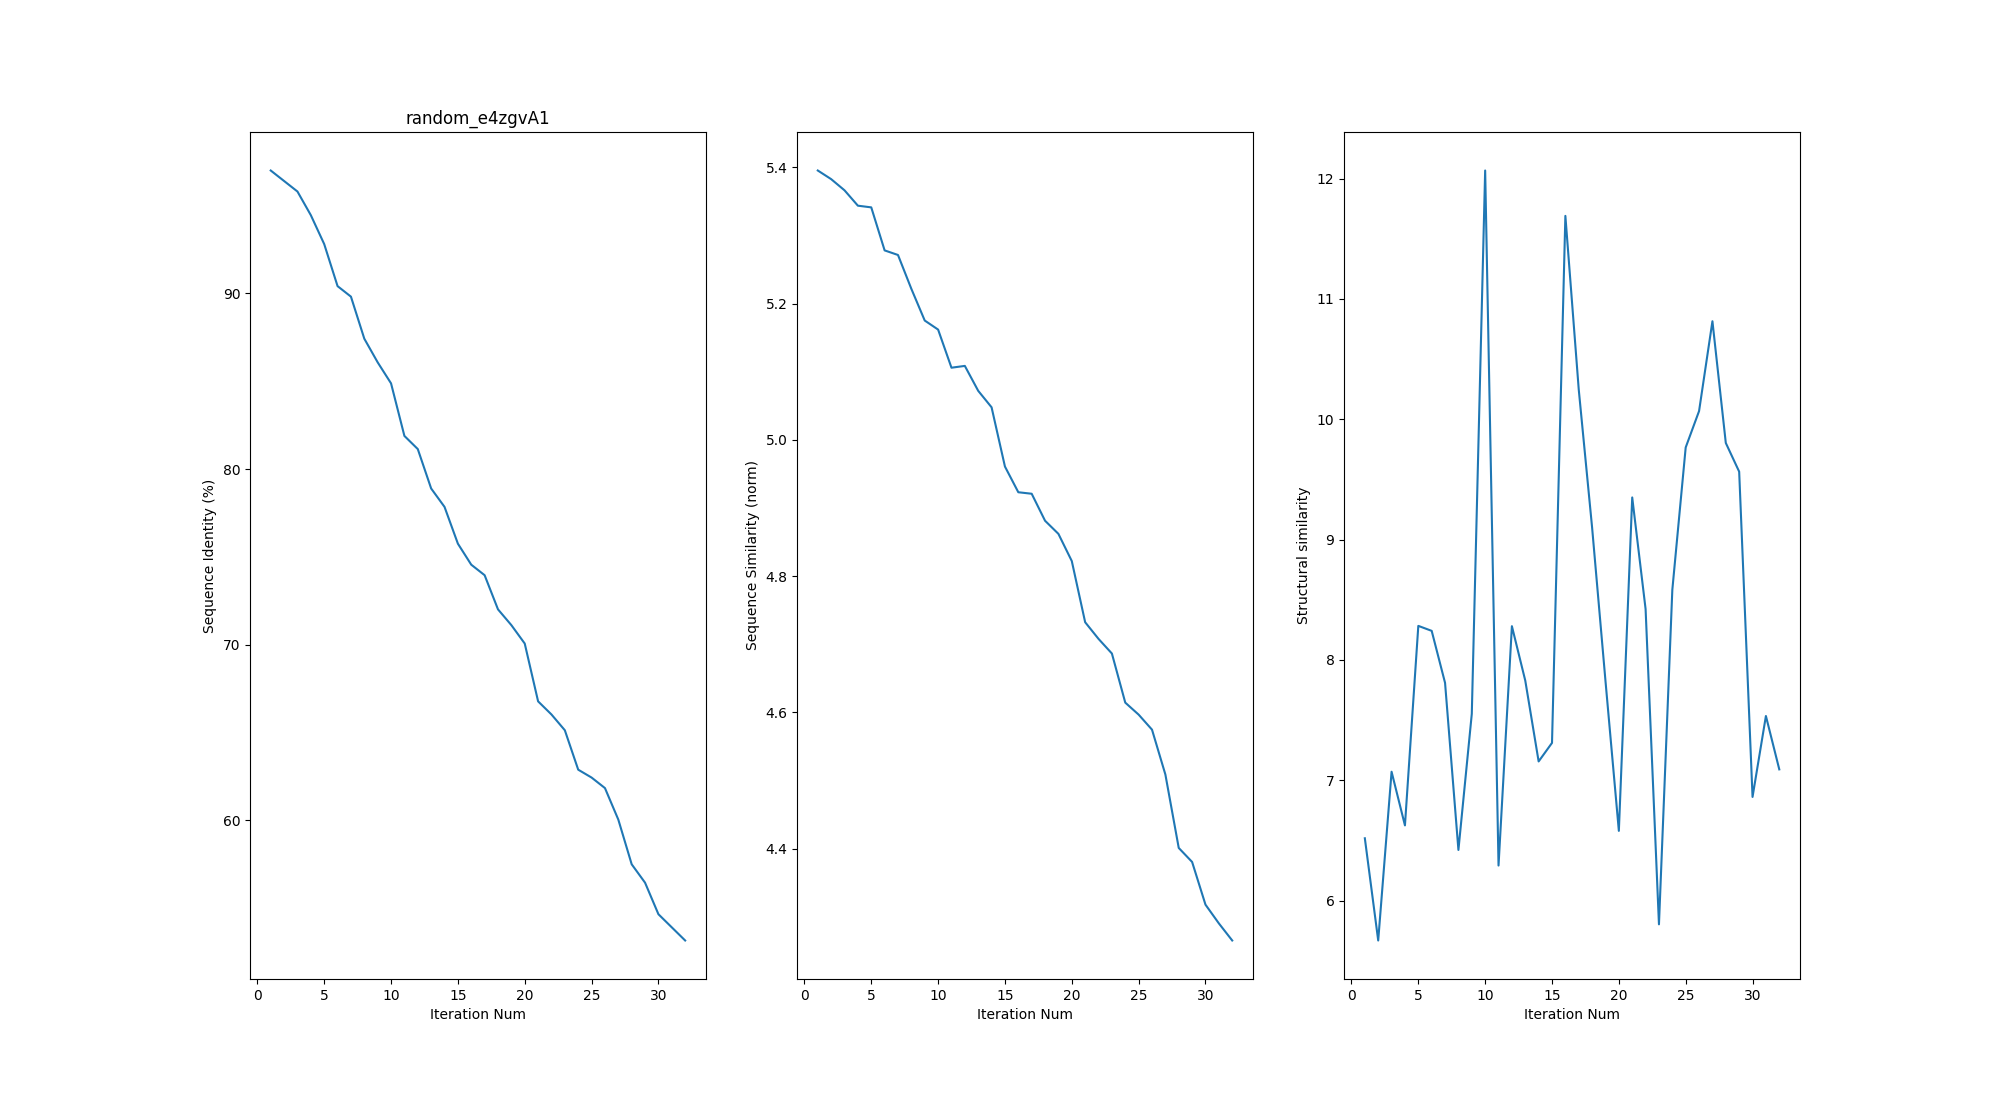 random_e4zgvA1
Sequence Identity (%)
90
80
70
60
0 5 10 15 20 25 30
Iteration Num
Sequence Similarity (norm)
5.4
5.2
5.0
4.8
4.6
4.4
0 5 10 15 20 25 30
Iteration Num
Structural similarity
12
11
10
9
8
7
6
0 5 10 15 20 25 30
Iteration Num